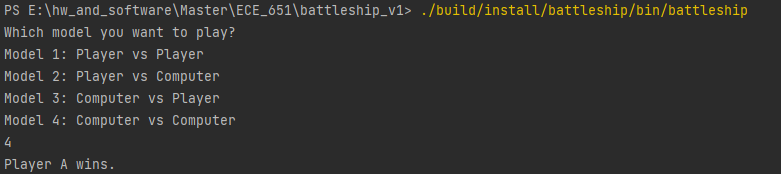 PS E:\hw_and_software\Master\ECE_651\battleship_v1> ./build/install/battleship/bin/battleship
Which model you want to play?
Model 1: Player vs Player
Model 2: Player vs Computer
Model 3: Computer vs Player
Model 4: Computer vs Computer
4
Player A wins.